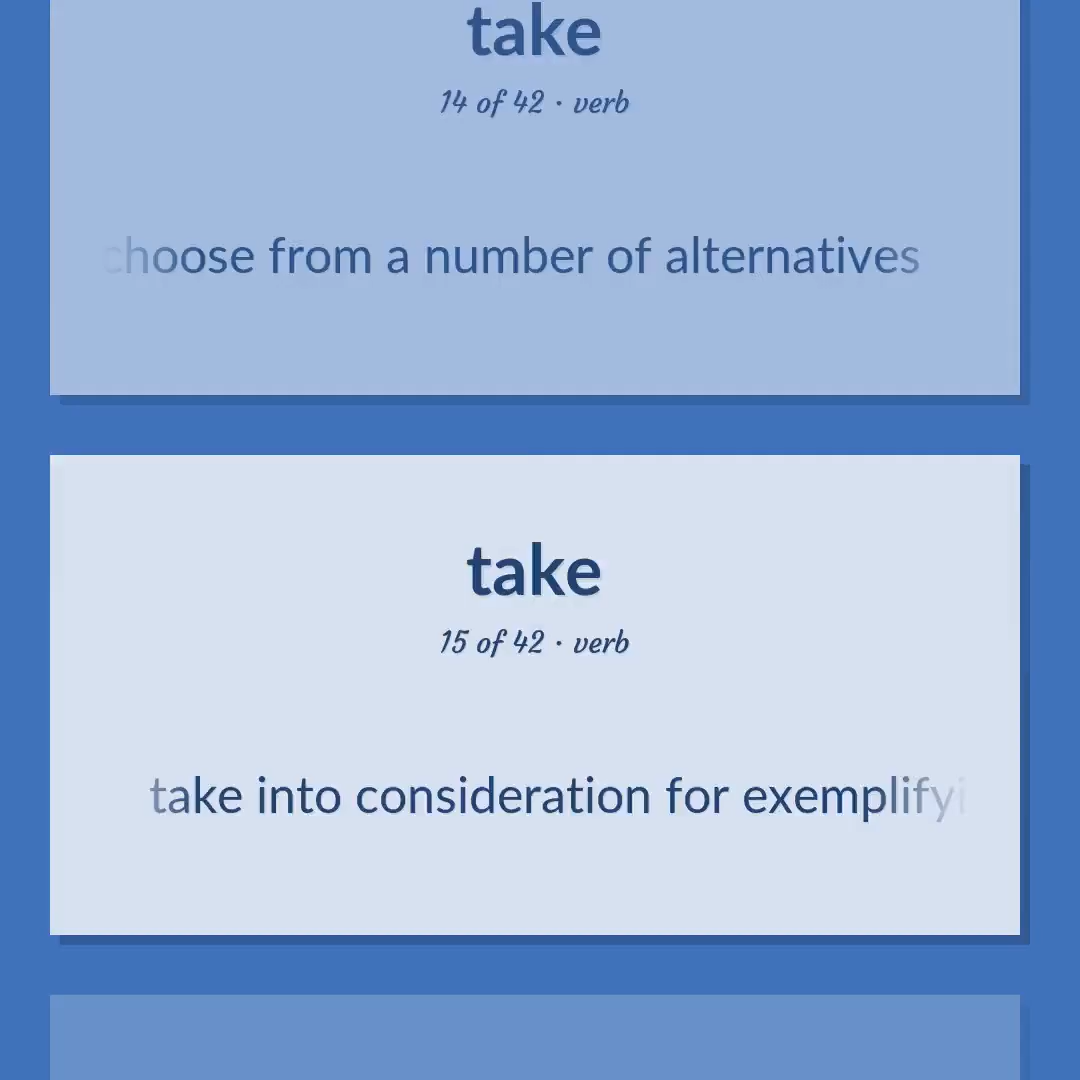 take
14 of 42 · verb
choose from a number of alternatives
take
15 of 42 · verb
take into consideration for exemplifyi